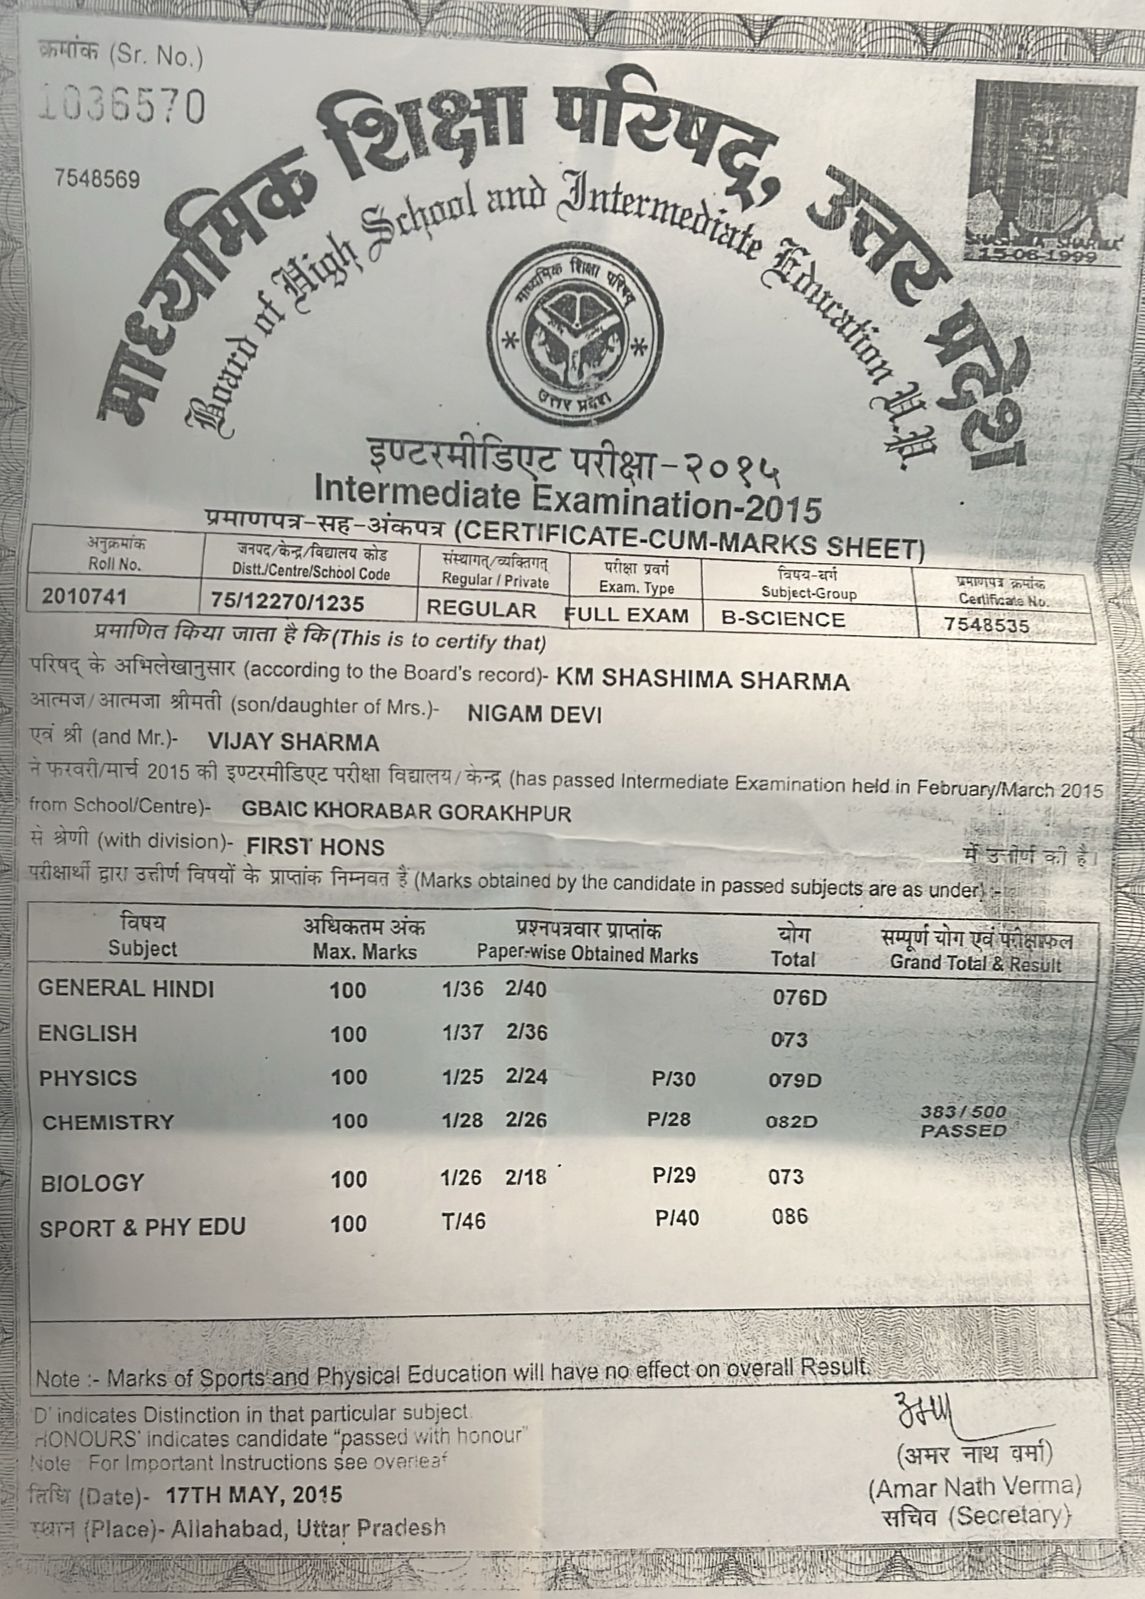 क्रमांक (Sr. No.)
1036570
7548569
माध्यमिक शिक्षा परिषद्, उत्तर प्रदेश
Board of High School and Intermediate Education U.P.
SHASHIMA SHARMA
15-06-1999
माध्यमिक शिक्षा परिषद
उत्तर प्रदेश
इण्टरमीडिएट परीक्षा-२०१५
Intermediate Examination-2015
प्रमाणपत्र-सह-अंकपत्र (CERTIFICATE-CUM-MARKS SHEET)
अनुक्रमांक जनपद/केन्द्र/विद्यालय कोड संस्थागत्/व्यक्तिगत् परीक्षा प्रवर्ग विषय-वर्ग प्रमाणपत्र क्रमांक
Roll No. Distt./Centre/School Code Regular / Private Exam. Type Subject-Group Certificate No.
2010741 75/12270/1235 REGULAR FULL EXAM B-SCIENCE 7548535
प्रमाणित किया जाता है कि(This is to certify that)
परिषद् के अभिलेखानुसार (according to the Board's record)- KM SHASHIMA SHARMA
आत्मज/आत्मजा श्रीमती (son/daughter of Mrs.)- NIGAM DEVI
एवं श्री (and Mr.)- VIJAY SHARMA
ने फरवरी/मार्च 2015 की इण्टरमीडिएट परीक्षा विद्यालय/केन्द्र (has passed Intermediate Examination held in February/March 2015
from School/Centre)- GBAIC KHORABAR GORAKHPUR
से श्रेणी (with division)- FIRST HONS में उत्तीर्ण की है।
परीक्षार्थी द्वारा उत्तीर्ण विषयों के प्राप्तांक निम्नवत हैं (Marks obtained by the candidate in passed subjects are as under) :-
विषय अधिकतम अंक प्रश्नपत्रवार प्राप्तांक योग सम्पूर्ण योग एवं परीक्षाफल
Subject Max. Marks Paper-wise Obtained Marks Total Grand Total & Result
GENERAL HINDI 100 1/36 2/40 076D
ENGLISH 100 1/37 2/36 073
PHYSICS 100 1/25 2/24 P/30 079D
CHEMISTRY 100 1/28 2/26 P/28 082D 383/500
PASSED
BIOLOGY 100 1/26 2/18 P/29 073
SPORT & PHY EDU 100 T/46 P/40 086
Note :- Marks of Sports and Physical Education will have no effect on overall Result.
'D' indicates Distinction in that particular subject.
'HONOURS' indicates candidate "passed with honour"
Note : For Important Instructions see overleaf
तिथि (Date)- 17TH MAY, 2015
स्थान (Place)- Allahabad, Uttar Pradesh
(अमर नाथ वर्मा)
(Amar Nath Verma)
सचिव (Secretary)